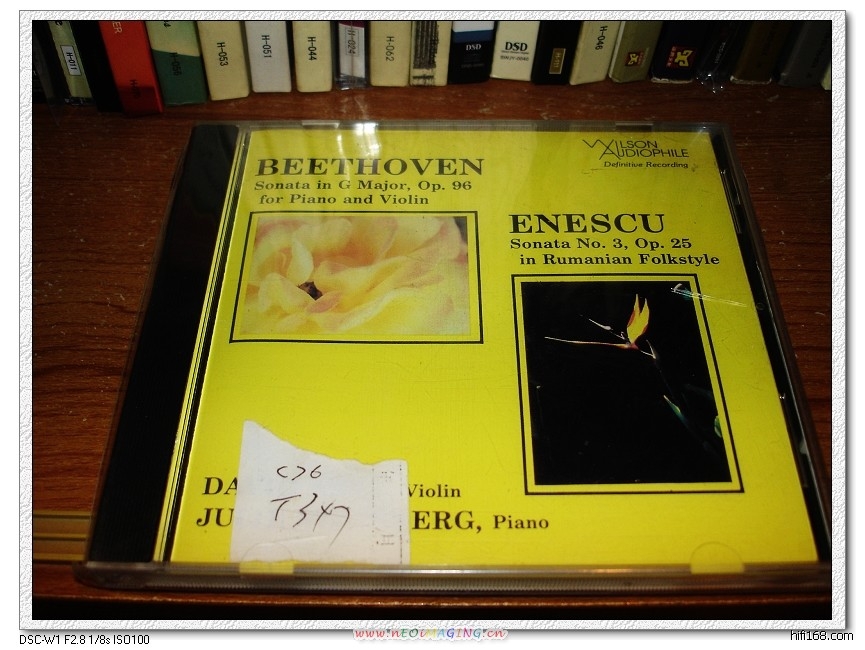 H-011
H-053
H-051
H-044
H-024
H-062
DSD
DSD
H-046
WILSON
AUDIOPHILE
Definitive Recording
BEETHOVEN
Sonata in G Major, Op. 96
for Piano and Violin
ENESCU
Sonata No. 3, Op. 25
in Rumanian Folkstyle
C76
T347
DA Violin
JU ERG, Piano
DSC-W1 F2.8 1/8s ISO100
www.nEOiMAGING.cn
hifi168.com